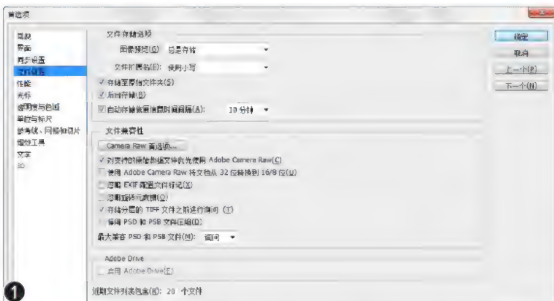 首选项
常规
界面
同步设置
文件处理
性能
光标
透明度与色域
单位与标尺
参考线、网格和切片
增效工具
文字
3D
文件存储选项
图像预览(G): 总是存储
文件扩展名(E): 使用小写
存储至原始文件夹(S)
后台存储(B)
自动存储恢复信息时间间隔(A):
10 分钟
文件兼容性
Camera Raw 首选项...
对支持的原始数据文件优先使用 Adobe Camera Raw(C)
使用 Adobe Camera Raw 将文档从 32 位转换到 16/8 位(U)
忽略 EXIF 配置文件标记(X)
忽略旋转元数据(O)
存储分层的 TIFF 文件之前进行询问 (T)
停用 PSD 和 PSB 文件压缩(D)
最大兼容 PSD 和 PSB 文件(M): 询问
Adobe Drive
启用 Adobe Drive(E)
近期文件列表包含(R): 20 个文件
确定
取消
上一个(P)
下一个(N)
1